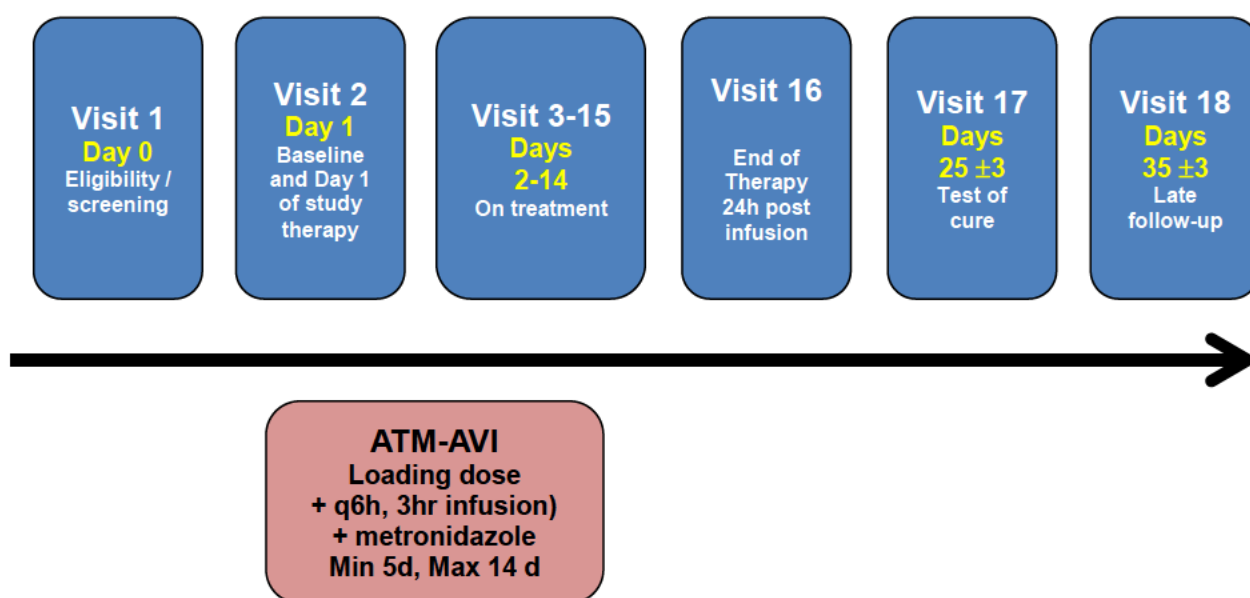 Visit 1
Day 0
Eligibility /
screening
Visit 2
Day 1
Baseline
and Day 1
of study
therapy
Visit 3-15
Days
2-14
On treatment
Visit 16
End of
Therapy
24h post
infusion
Visit 17
Days
25 ±3
Test of
cure
Visit 18
Days
35 ±3
Late
follow-up
ATM-AVI
Loading dose
+ q6h, 3hr infusion)
+ metronidazole
Min 5d, Max 14 d